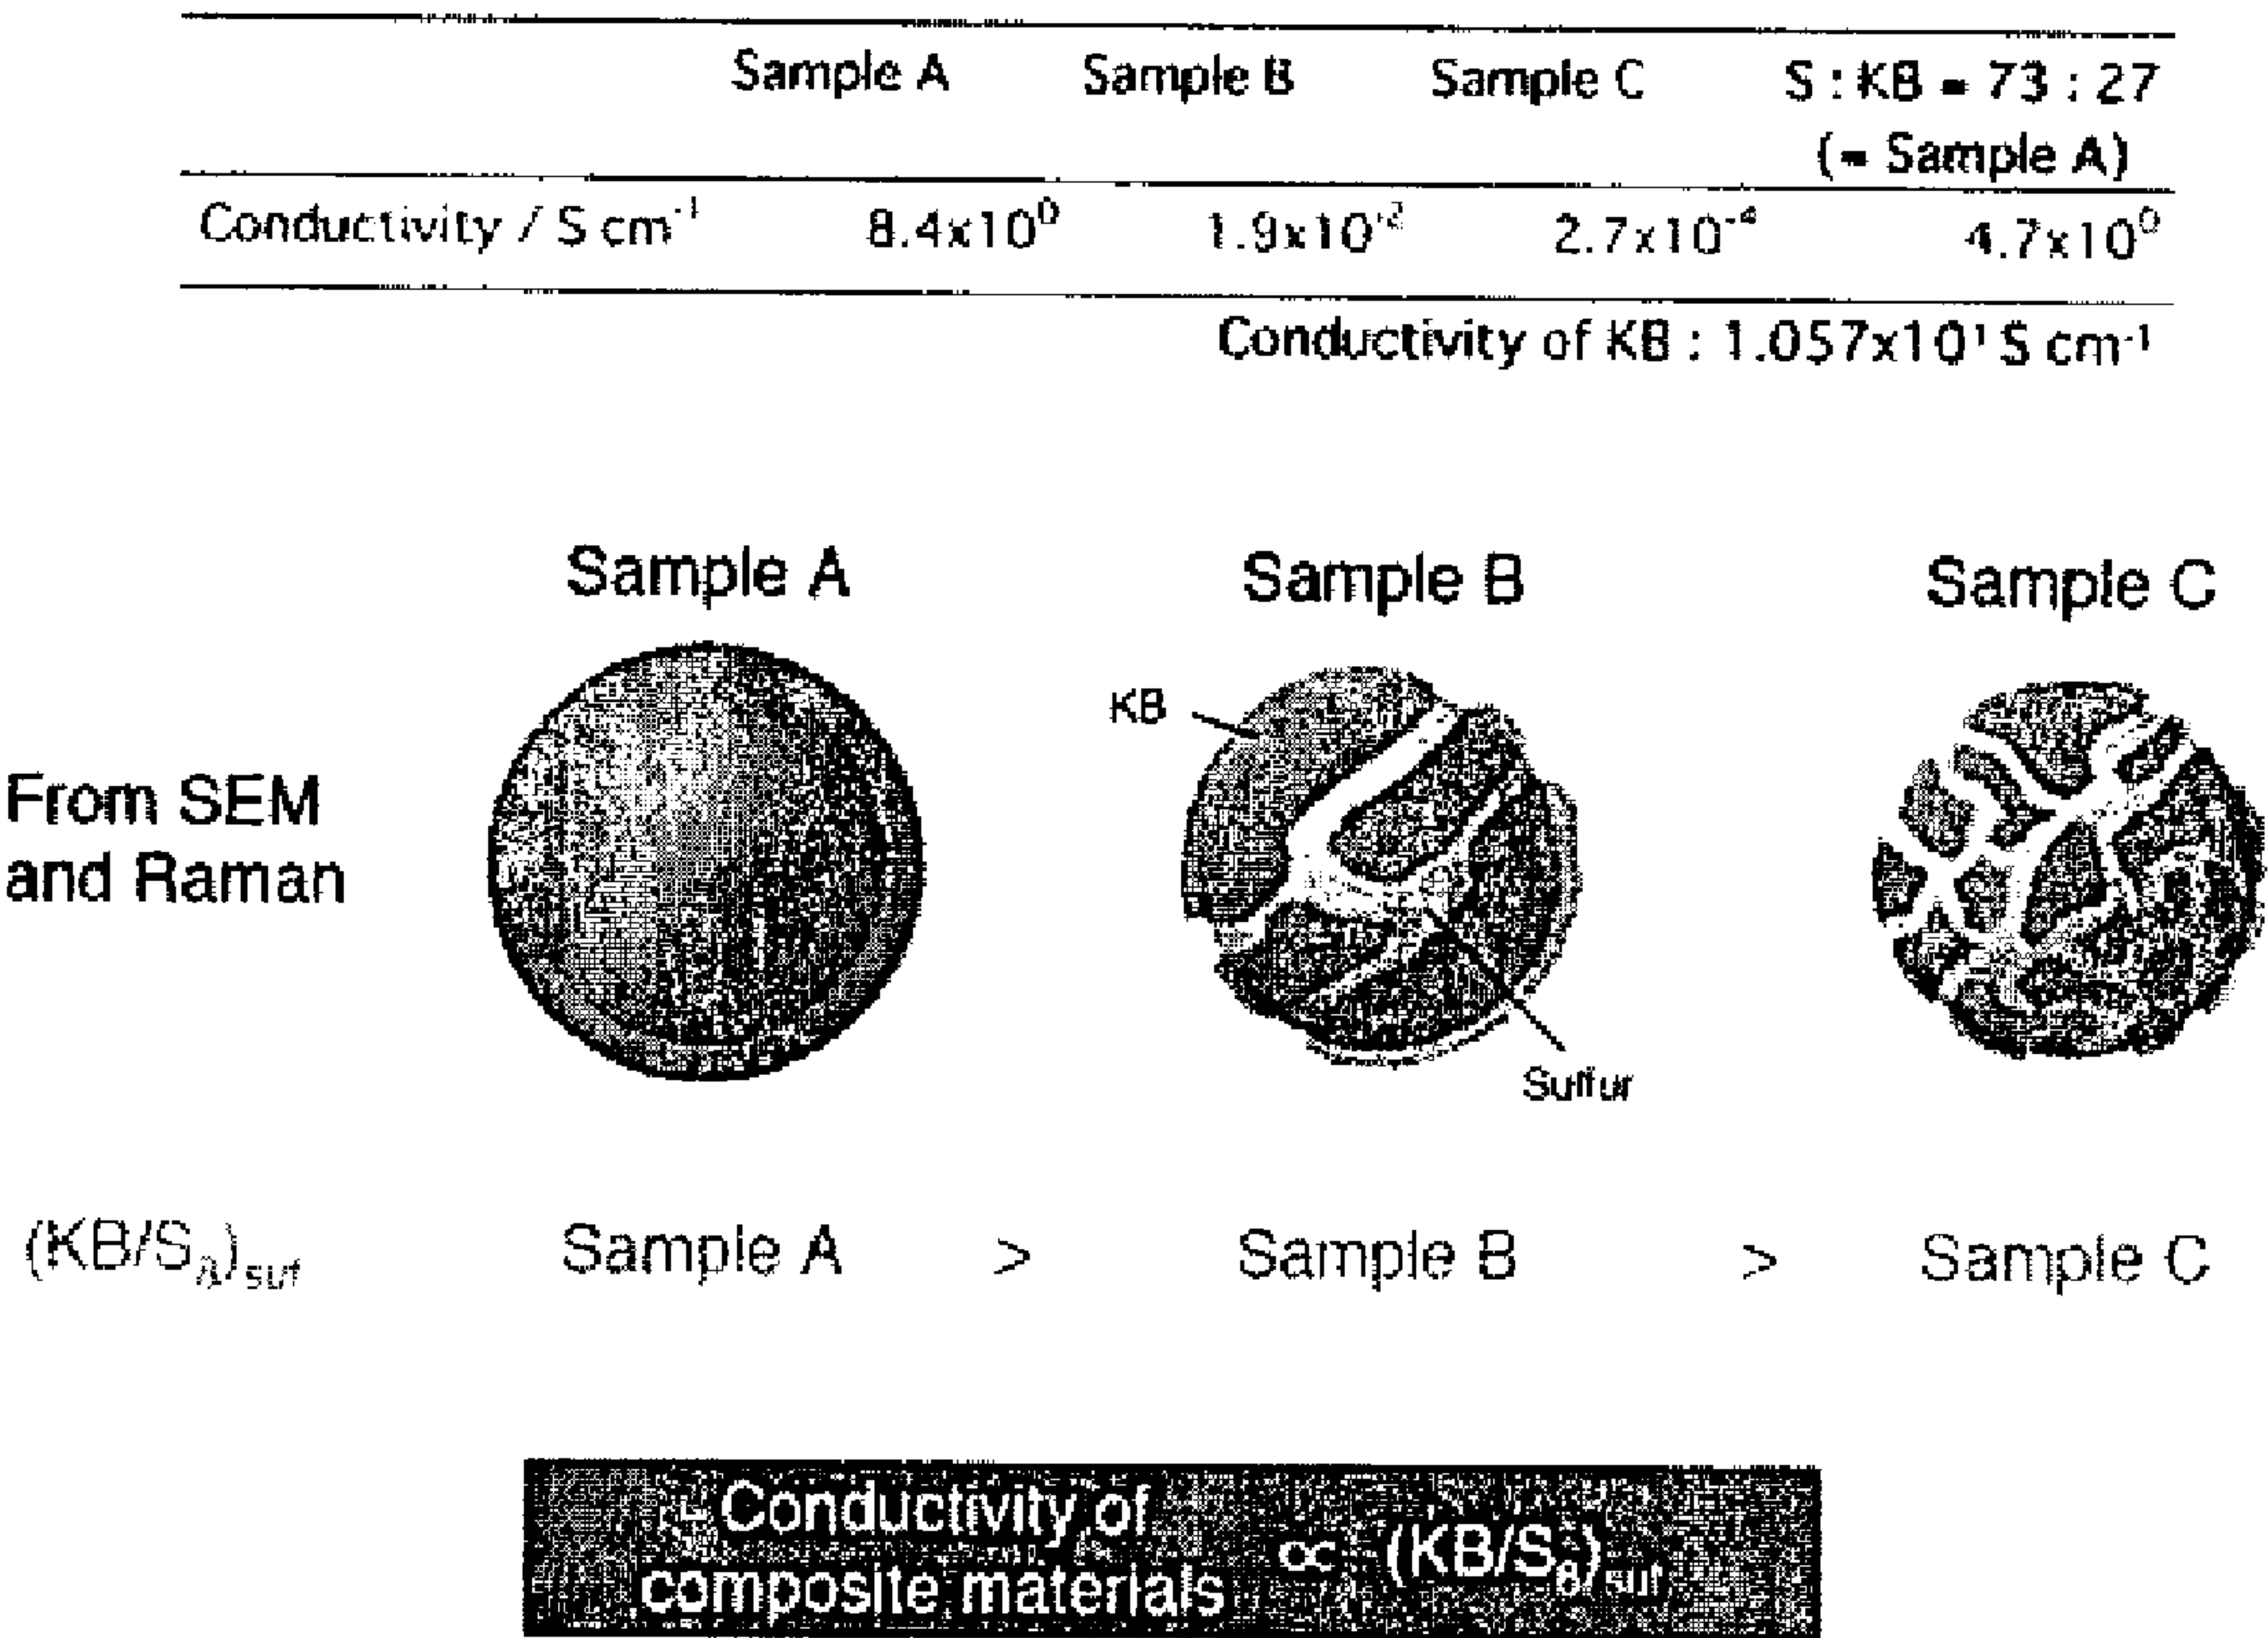 Sample A Sample B Sample C S : KB = 73 : 27
(= Sample A)
Conductivity / S cm⁻¹ 8.4x10⁰ 1.9x10⁻² 2.7x10⁻⁴ 4.7x10⁰
Conductivity of KB : 1.057x10¹ S cm⁻¹
Sample A Sample B Sample C
KB
From SEM
and Raman
Sulfur
(KB/S₈)ₛᵤᵣ Sample A > Sample B > Sample C
Conductivity of
composite materials ∝ (KB/S₈)